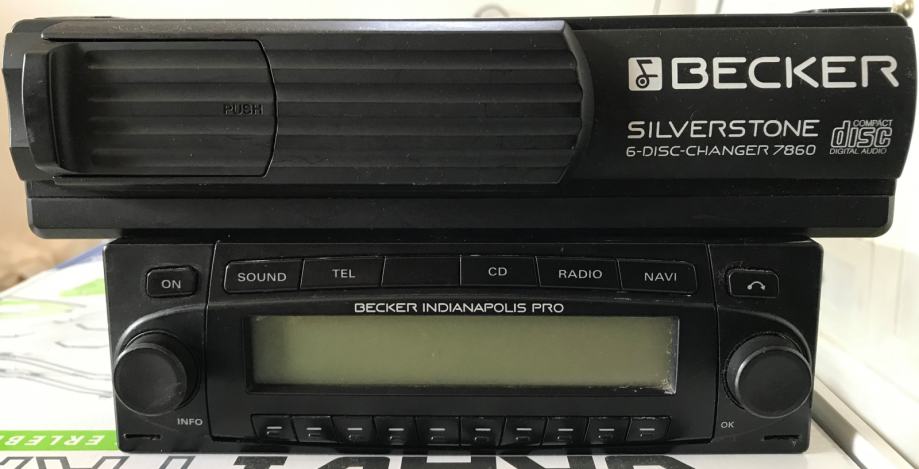 BECKER
PUSH
SILVERSTONE
6-DISC-CHANGER 7860
COMPACT
disc
DIGITAL AUDIO
ON
SOUND
TEL
CD
RADIO
NAVI
BECKER INDIANAPOLIS PRO
INFO
OK
ERLEB